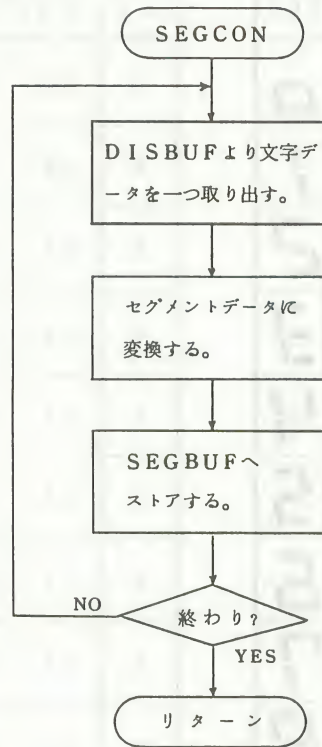 SEGCON
DISBUFより文字デ
ータを一つ取り出す。
セグメントデータに
変換する。
SEGBUFへ
ストアする。
終わり?
NO
YES
リターン